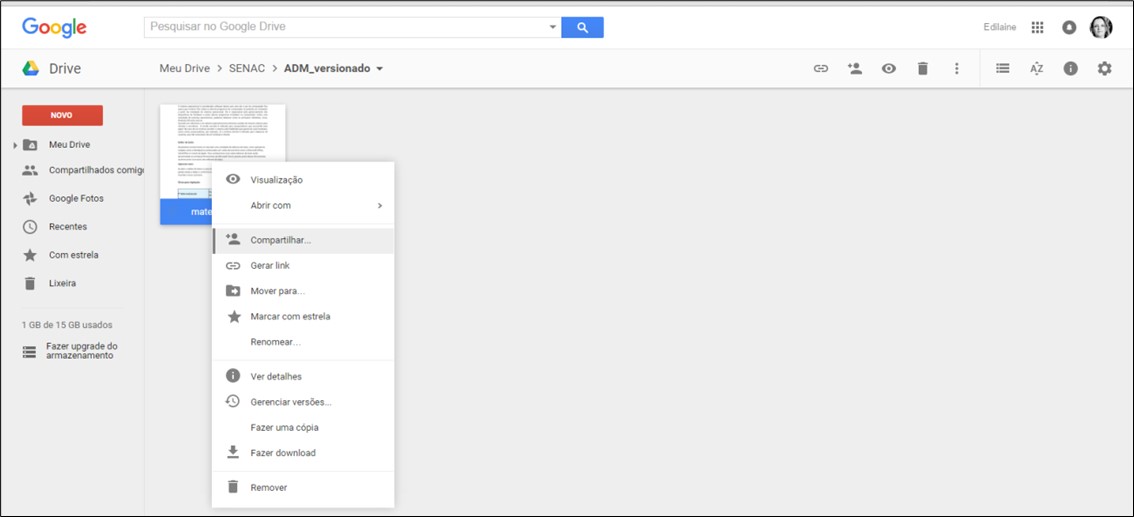 Google
Pesquisar no Google Drive
Edilaine
Drive
Meu Drive > SENAC > ADM_versionado
NOVO
Meu Drive
Compartilhados comigo
Google Fotos
Recentes
Com estrela
Lixeira
1 GB de 15 GB usados
Fazer upgrade do
armazenamento
mate
Visualização
Abrir com
Compartilhar...
Gerar link
Mover para...
Marcar com estrela
Renomear...
Ver detalhes
Gerenciar versões...
Fazer uma cópia
Fazer download
Remover